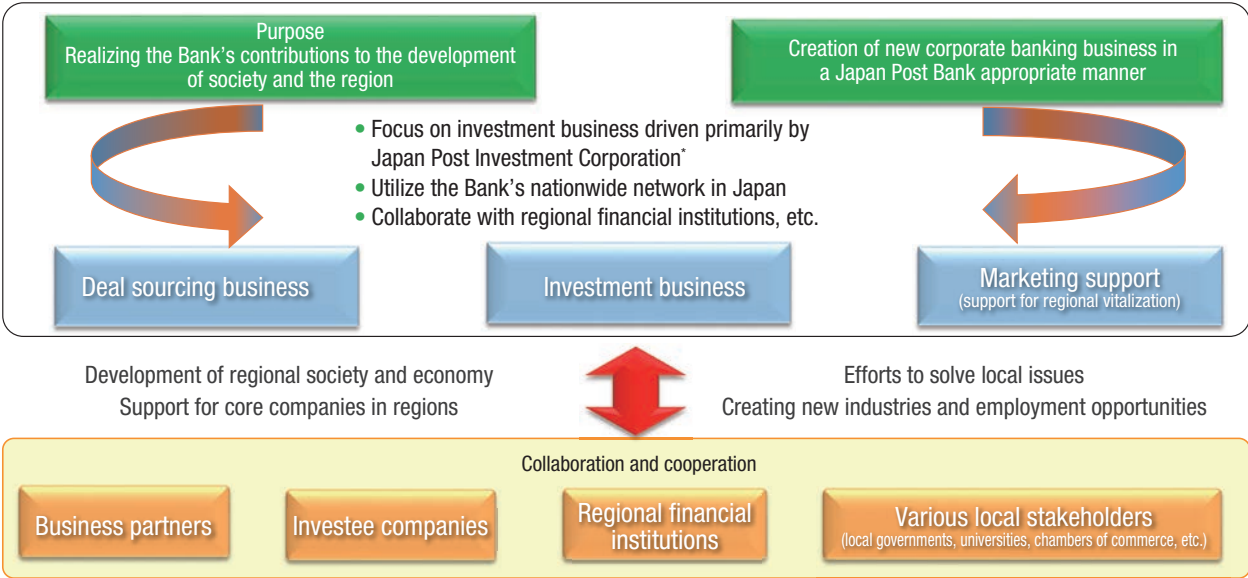 Purpose
Realizing the Bank's contributions to the development
of society and the region
Creation of new corporate banking business in
a Japan Post Bank appropriate manner
• Focus on investment business driven primarily by
Japan Post Investment Corporation*
• Utilize the Bank's nationwide network in Japan
• Collaborate with regional financial institutions, etc.
Deal sourcing business
Investment business
Marketing support
(support for regional vitalization)
Development of regional society and economy
Support for core companies in regions
Efforts to solve local issues
Creating new industries and employment opportunities
Collaboration and cooperation
Business partners
Investee companies
Regional financial
institutions
Various local stakeholders
(local governments, universities, chambers of commerce, etc.)